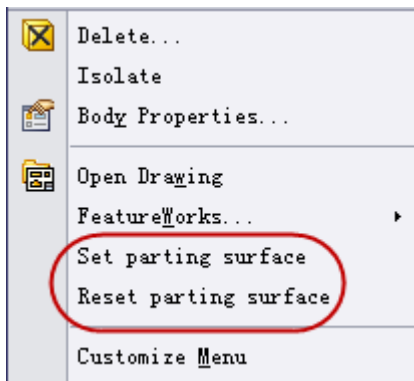 Delete...
Isolate
Body Properties...
Open Drawing
FeatureWorks...
Set parting surface
Reset parting surface
Customize Menu